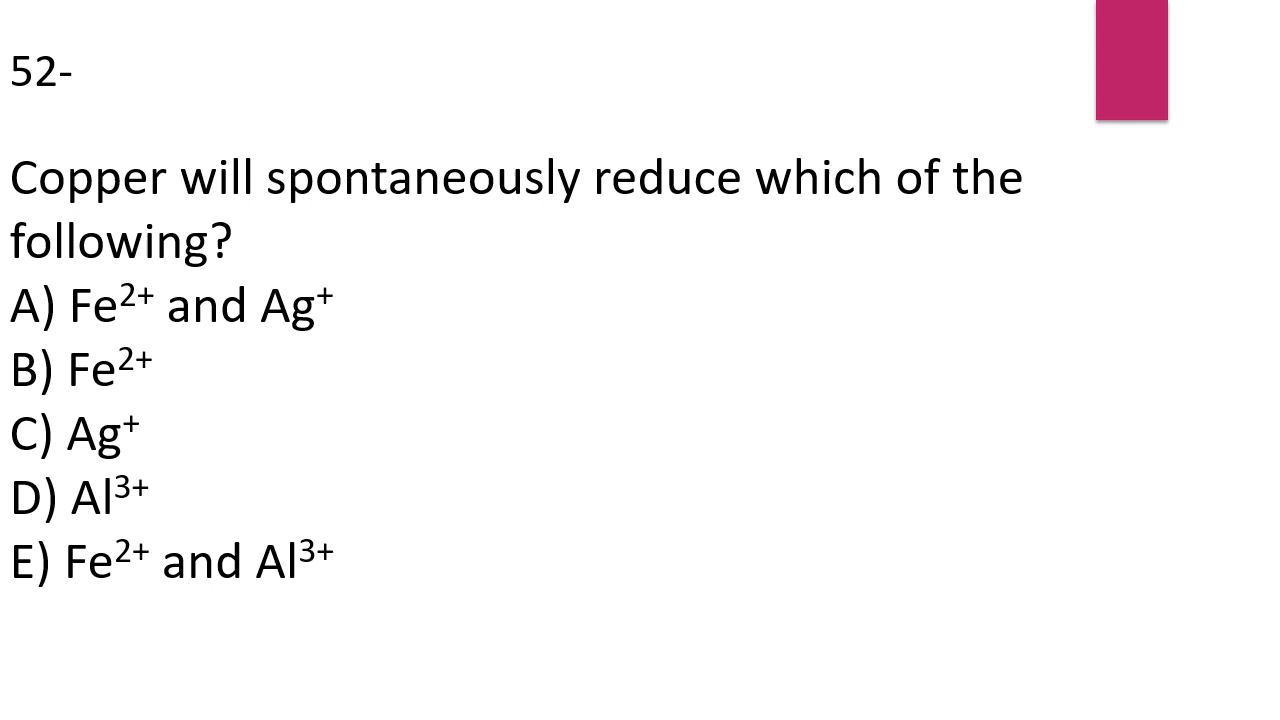 52-
Copper will spontaneously reduce which of the
following?
A) Fe²⁺ and Ag⁺
B) Fe²⁺
C) Ag⁺
D) Al³⁺
E) Fe²⁺ and Al³⁺